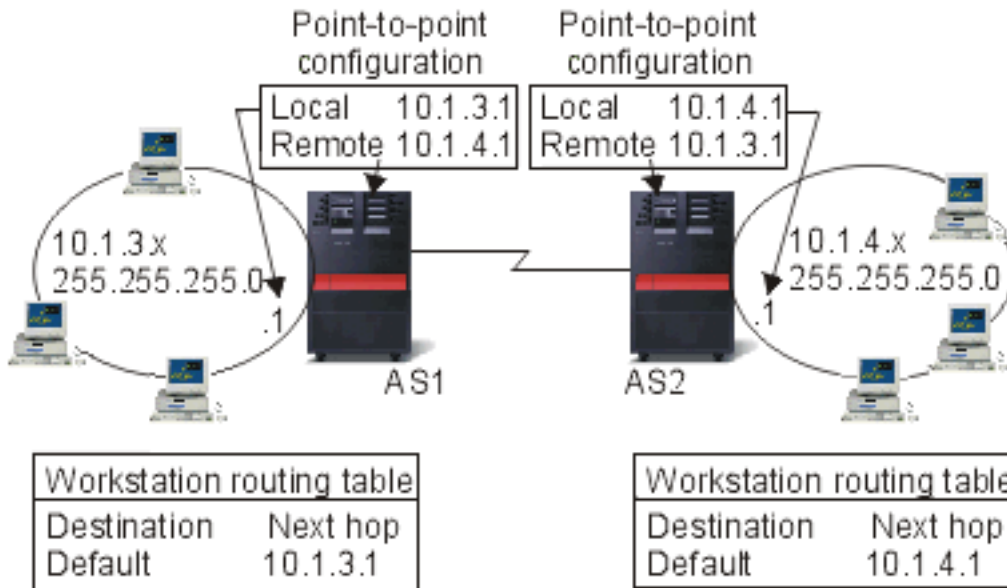 Point-to-point
configuration
Local 10.1.3.1
Remote 10.1.4.1
Point-to-point
configuration
Local 10.1.4.1
Remote 10.1.3.1
10.1.3.x
255.255.255.0
.1
AS1
10.1.4.x
255.255.255.0
.1
AS2
Workstation routing table
Destination Next hop
Default 10.1.3.1
Workstation routing table
Destination Next hop
Default 10.1.4.1